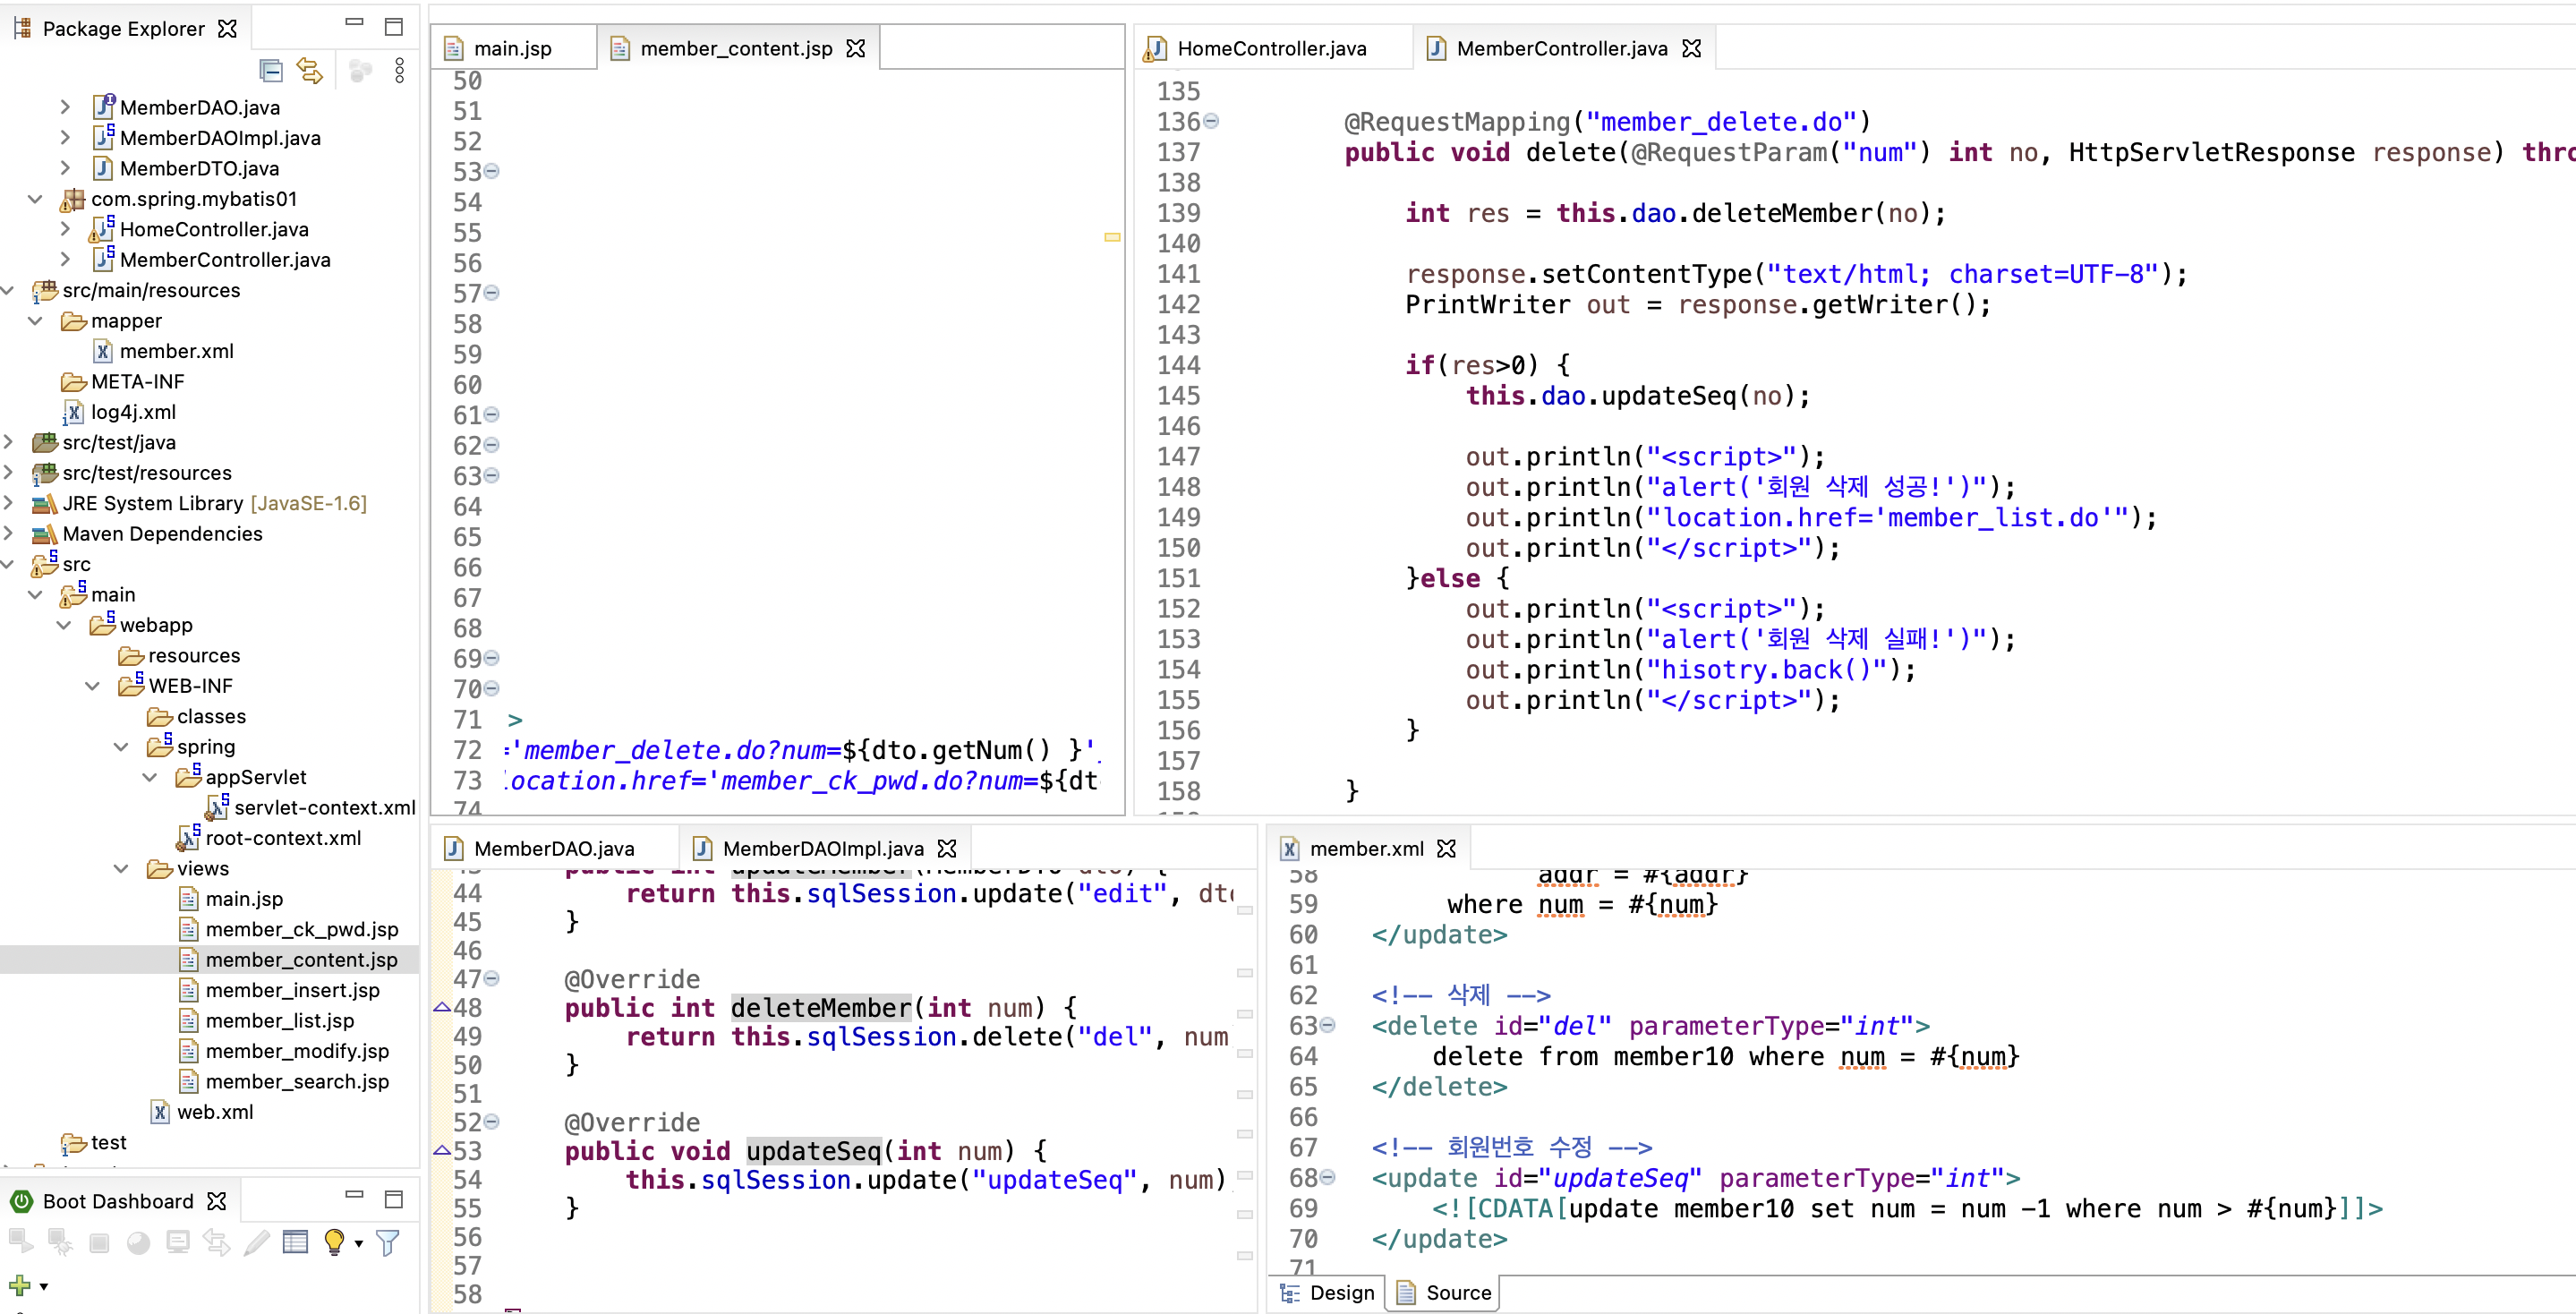 Package Explorer
MemberDAO.java
MemberDAOImpl.java
MemberDTO.java
com.spring.mybatis01
HomeController.java
MemberController.java
src/main/resources
mapper
member.xml
META-INF
log4j.xml
src/test/java
src/test/resources
JRE System Library [JavaSE-1.6]
Maven Dependencies
src
main
webapp
resources
WEB-INF
classes
spring
appServlet
servlet-context.xml
root-context.xml
views
main.jsp
member_ck_pwd.jsp
member_content.jsp
member_insert.jsp
member_list.jsp
member_modify.jsp
member_search.jsp
web.xml
test
Boot Dashboard
main.jsp member_content.jsp
50
51
52
53
54
55
56
57
58
59
60
61
62
63
64
65
66
67
68
69
70
71 >
72 ='member_delete.do?num=${dto.getNum() }'
73 location.href='member_ck_pwd.do?num=${dt
74
HomeController.java MemberController.java
135
136 @RequestMapping("member_delete.do")
137 public void delete(@RequestParam("num") int no, HttpServletResponse response) thro
138
139 int res = this.dao.deleteMember(no);
140
141 response.setContentType("text/html; charset=UTF-8");
142 PrintWriter out = response.getWriter();
143
144 if(res>0) {
145 this.dao.updateSeq(no);
146
147 out.println("<script>");
148 out.println("alert('회원 삭제 성공!')");
149 out.println("location.href='member_list.do'");
150 out.println("</script>");
151 }else {
152 out.println("<script>");
153 out.println("alert('회원 삭제 실패!')");
154 out.println("hisotry.back()");
155 out.println("</script>");
156 }
157
158 }
MemberDAO.java MemberDAOImpl.java
public int updateMember(MemberDTO dto) {
44 return this.sqlSession.update("edit", dto
45 }
46
47 @Override
48 public int deleteMember(int num) {
49 return this.sqlSession.delete("del", num
50 }
51
52 @Override
53 public void updateSeq(int num) {
54 this.sqlSession.update("updateSeq", num)
55 }
56
57
58
member.xml
58 addr = #{addr}
59 where num = #{num}
60 </update>
61
62 <!-- 삭제 -->
63 <delete id="del" parameterType="int">
64 delete from member10 where num = #{num}
65 </delete>
66
67 <!-- 회원번호 수정 -->
68 <update id="updateSeq" parameterType="int">
69 <![CDATA[update member10 set num = num -1 where num > #{num}]]>
70 </update>
71
Design Source